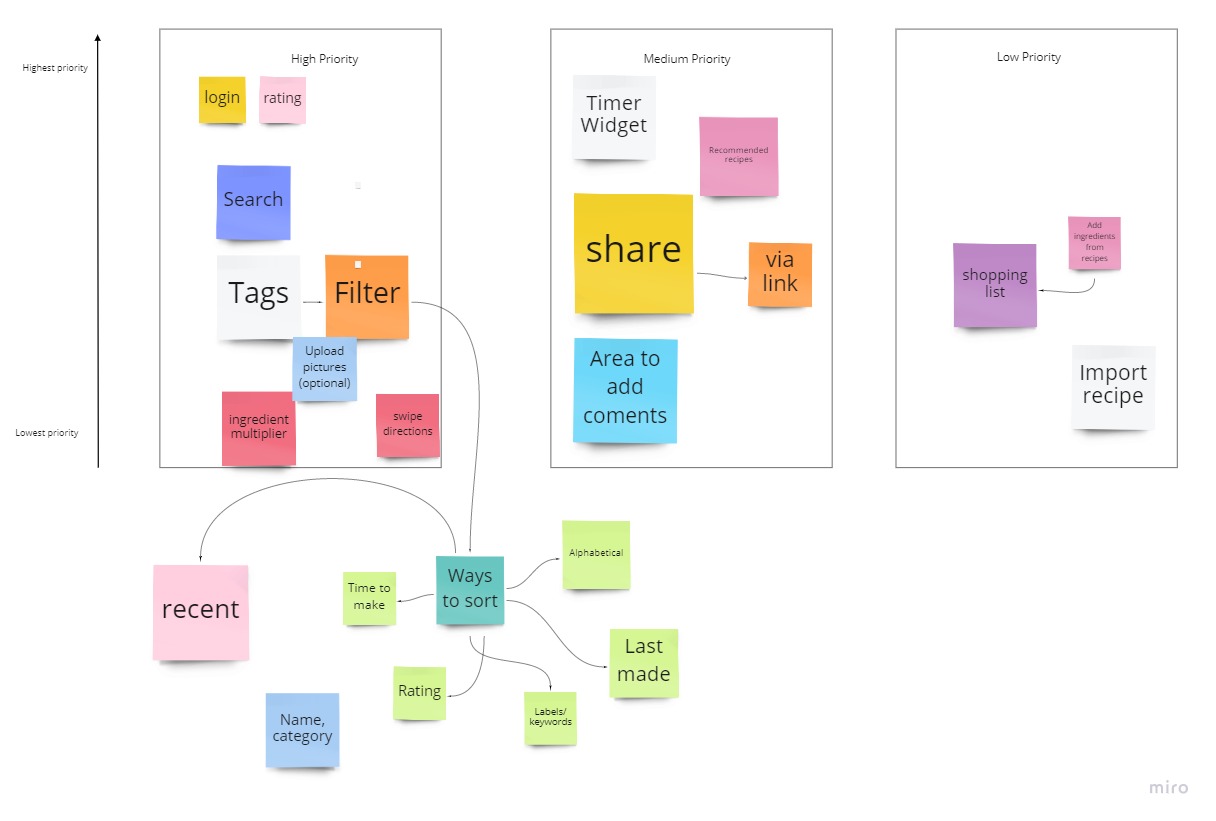 Highest priority
Lowest priority
High Priority
login
rating
Search
Tags
Filter
Upload
pictures
(optional)
ingredient
multiplier
swipe
directions
Medium Priority
Timer
Widget
Recommended
recipes
share
via
link
Area to
add
coments
Low Priority
Add
ingredients
from
recipes
shopping
list
Import
recipe
recent
Time to
make
Ways
to sort
Alphabetical
Last
made
Rating
Labels/
keywords
Name,
category
miro